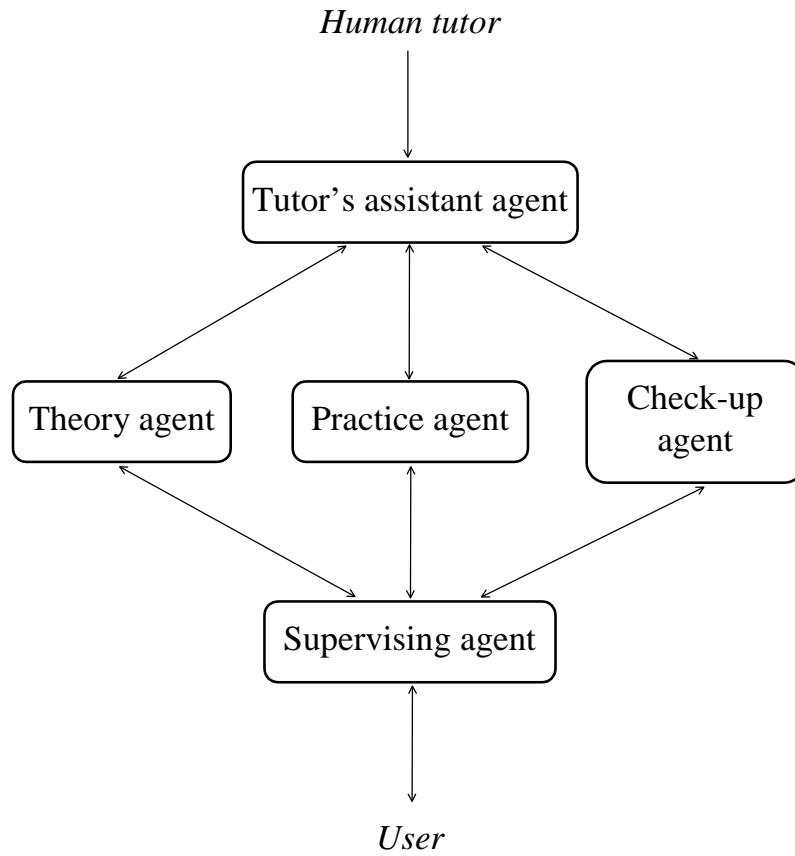 Human tutor
Tutor’s assistant agent
Theory agent
Practice agent
Check-up
agent
Supervising agent
User